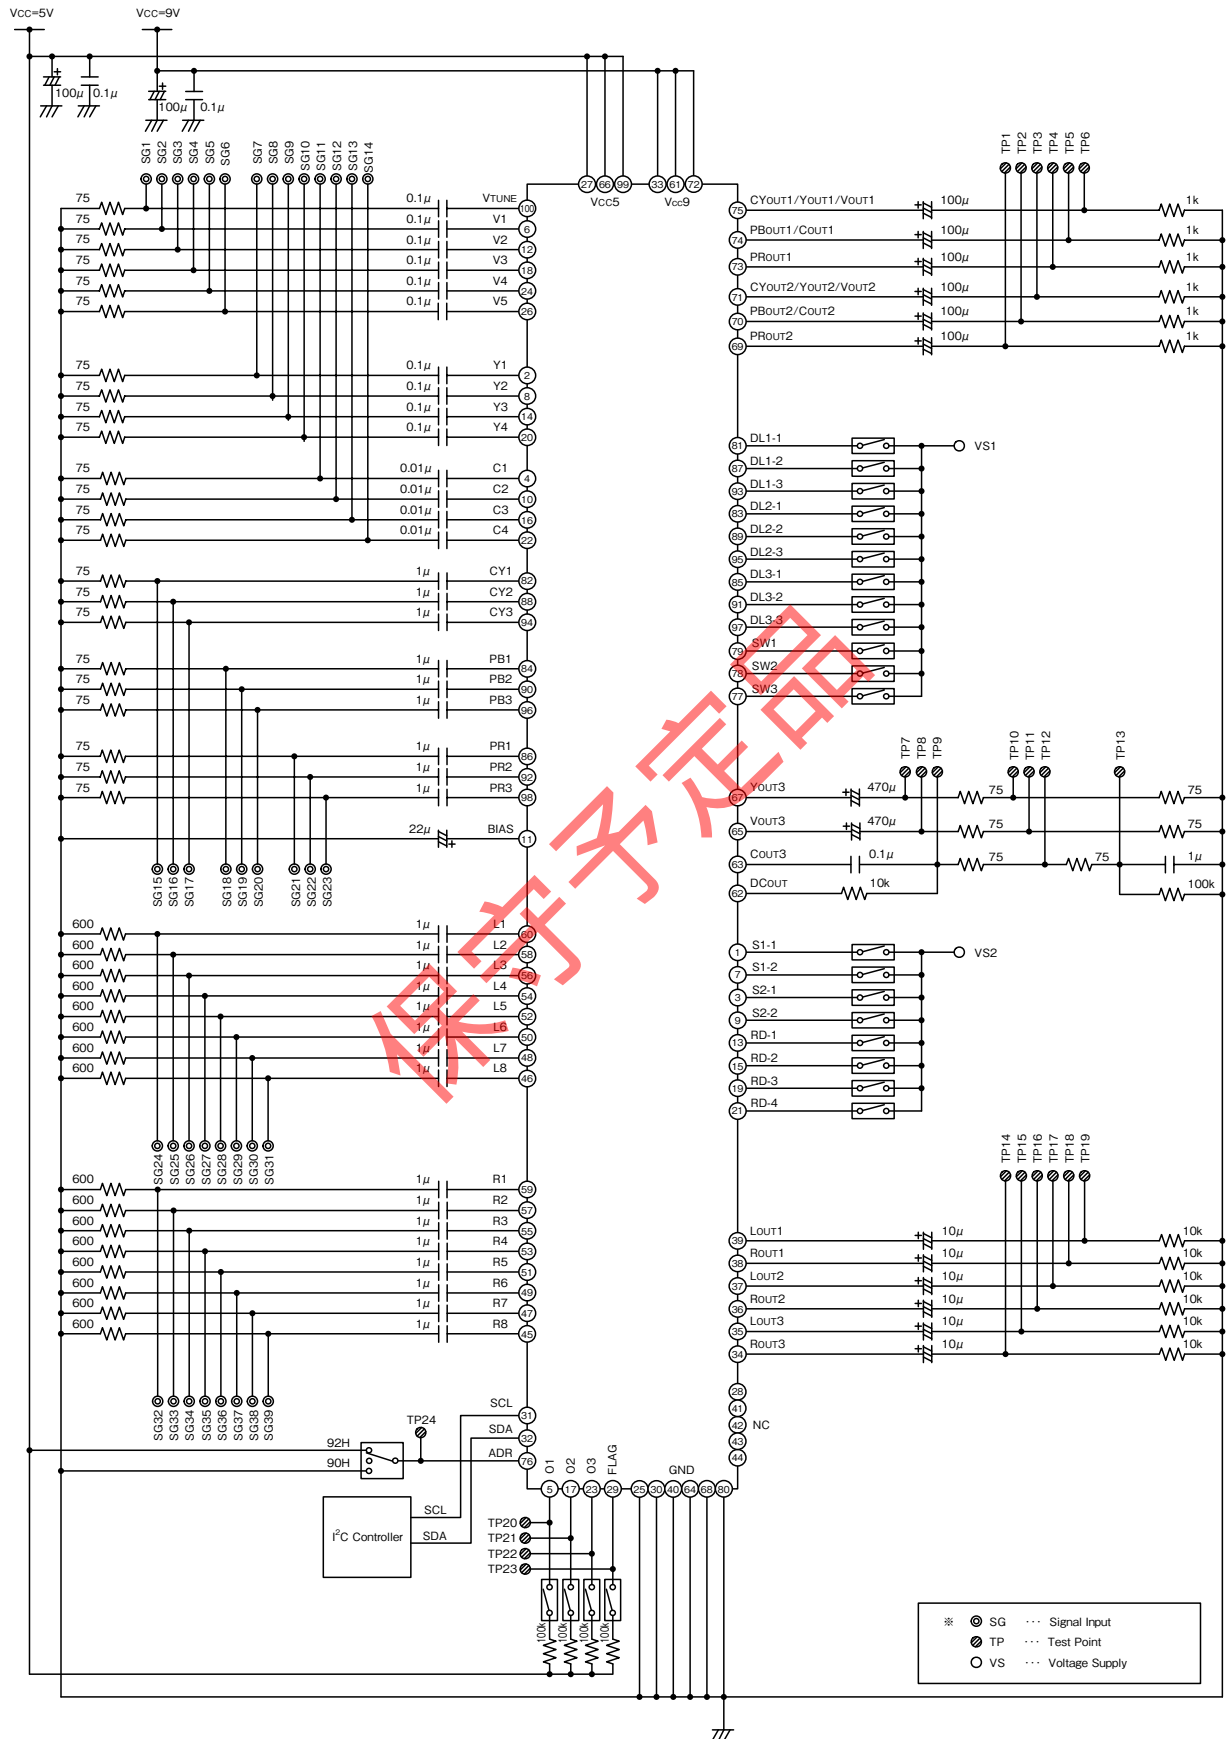 VCC=5V VCC=9V
100μ 0.1μ
100μ 0.1μ
SG1 SG2 SG3 SG4 SG5 SG6 SG7 SG8 SG9 SG10 SG11 SG12 SG13 SG14
TP1 TP2 TP3 TP4 TP5 TP6
27 66 99 33 61 72
Vcc5 Vcc9
75 0.1μ VTUNE 100
75 0.1μ V1 6
75 0.1μ V2 12
75 0.1μ V3 18
75 0.1μ V4 24
75 0.1μ V5 26
75 CYOUT1/YOUT1/VOUT1 100μ 1k
74 PBOUT1/COUT1 100μ 1k
73 PROUT1 100μ 1k
71 CYOUT2/YOUT2/VOUT2 100μ 1k
70 PBOUT2/COUT2 100μ 1k
69 PROUT2 100μ 1k
75 0.1μ Y1 2
75 0.1μ Y2 8
75 0.1μ Y3 14
75 0.1μ Y4 20
75 0.01μ C1 4
75 0.01μ C2 10
75 0.01μ C3 16
75 0.01μ C4 22
75 1μ CY1 82
75 1μ CY2 88
75 1μ CY3 94
75 1μ PB1 84
75 1μ PB2 90
75 1μ PB3 96
75 1μ PR1 86
75 1μ PR2 92
75 1μ PR3 98
22μ + BIAS 11
SG15 SG16 SG17 SG18 SG19 SG20 SG21 SG22 SG23
81 DL1-1 VS1
87 DL1-2
93 DL1-3
83 DL2-1
89 DL2-2
95 DL2-3
85 DL3-1
91 DL3-2
97 DL3-3
79 SW1
78 SW2
77 SW3
TP7 TP8 TP9 TP10 TP11 TP12 TP13
67 YOUT3 470μ 75 75
65 VOUT3 470μ 75 75
63 COUT3 0.1μ 75 75 1μ
62 DCOUT 10k 100k
保守予定品
600 1μ L1 60
600 1μ L2 58
600 1μ L3 56
600 1μ L4 54
600 1μ L5 52
600 1μ L6 50
600 1μ L7 48
600 1μ L8 46
SG24 SG25 SG26 SG27 SG28 SG29 SG30 SG31
1 S1-1 VS2
7 S1-2
3 S2-1
9 S2-2
13 RD-1
15 RD-2
19 RD-3
21 RD-4
TP14 TP15 TP16 TP17 TP18 TP19
600 1μ R1 59
600 1μ R2 57
600 1μ R3 55
600 1μ R4 53
600 1μ R5 51
600 1μ R6 49
600 1μ R7 47
600 1μ R8 45
SG32 SG33 SG34 SG35 SG36 SG37 SG38 SG39
39 LOUT1 10μ 10k
38 ROUT1 10μ 10k
37 LOUT2 10μ 10k
36 ROUT2 10μ 10k
35 LOUT3 10μ 10k
34 ROUT3 10μ 10k
28
41
42 NC
43
44
SCL 31
TP24 SDA 32
92H ADR 76
90H
O1 O2 O3 FLAG GND
5 17 23 29 25 30 40 64 68 80
I²C Controller SCL
SDA
TP20
TP21
TP22
TP23
100k 100k 100k 100k
※ SG ··· Signal Input
TP ··· Test Point
VS ··· Voltage Supply